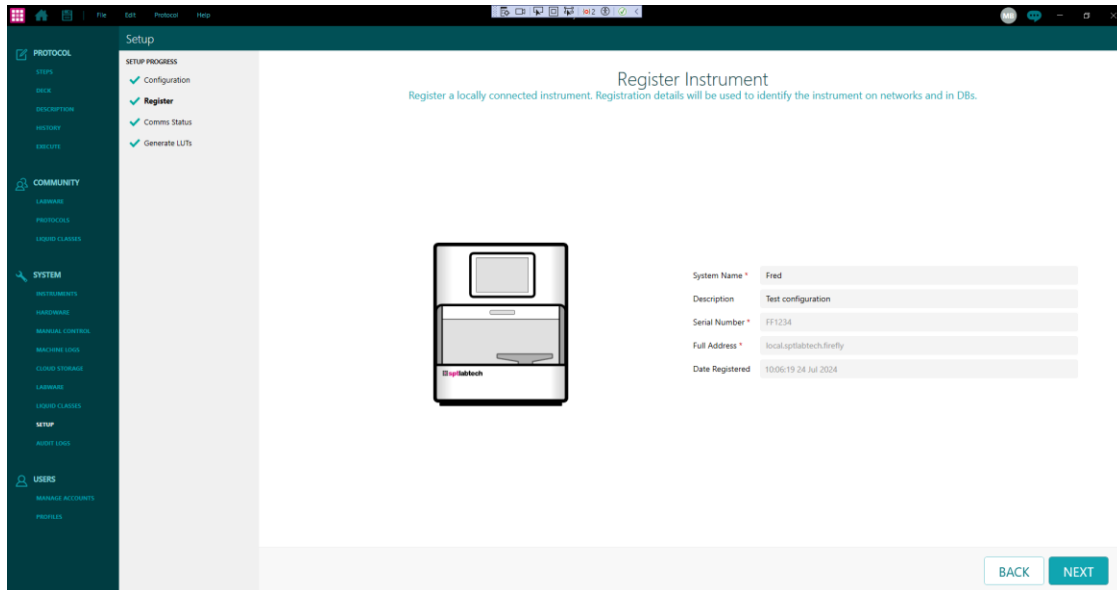 File Edit Protocol Help
2
MB
Setup
PROTOCOL
STEPS
DECK
DESCRIPTION
HISTORY
EXECUTE
COMMUNITY
LABWARE
PROTOCOLS
LIQUID CLASSES
SYSTEM
INSTRUMENTS
HARDWARE
MANUAL CONTROL
MACHINE LOGS
CLOUD STORAGE
LABWARE
LIQUID CLASSES
SETUP
AUDIT LOGS
USERS
MANAGE ACCOUNTS
PROFILES
SETUP PROGRESS
Configuration
Register
Comms Status
Generate LUTs
Register Instrument
Register a locally connected instrument. Registration details will be used to identify the instrument on networks and in DBs.
sptlabtech
System Name * Fred
Description Test configuration
Serial Number * FF1234
Full Address * local.sptlabtech.firefly
Date Registered 10:06:19 24 Jul 2024
BACK NEXT